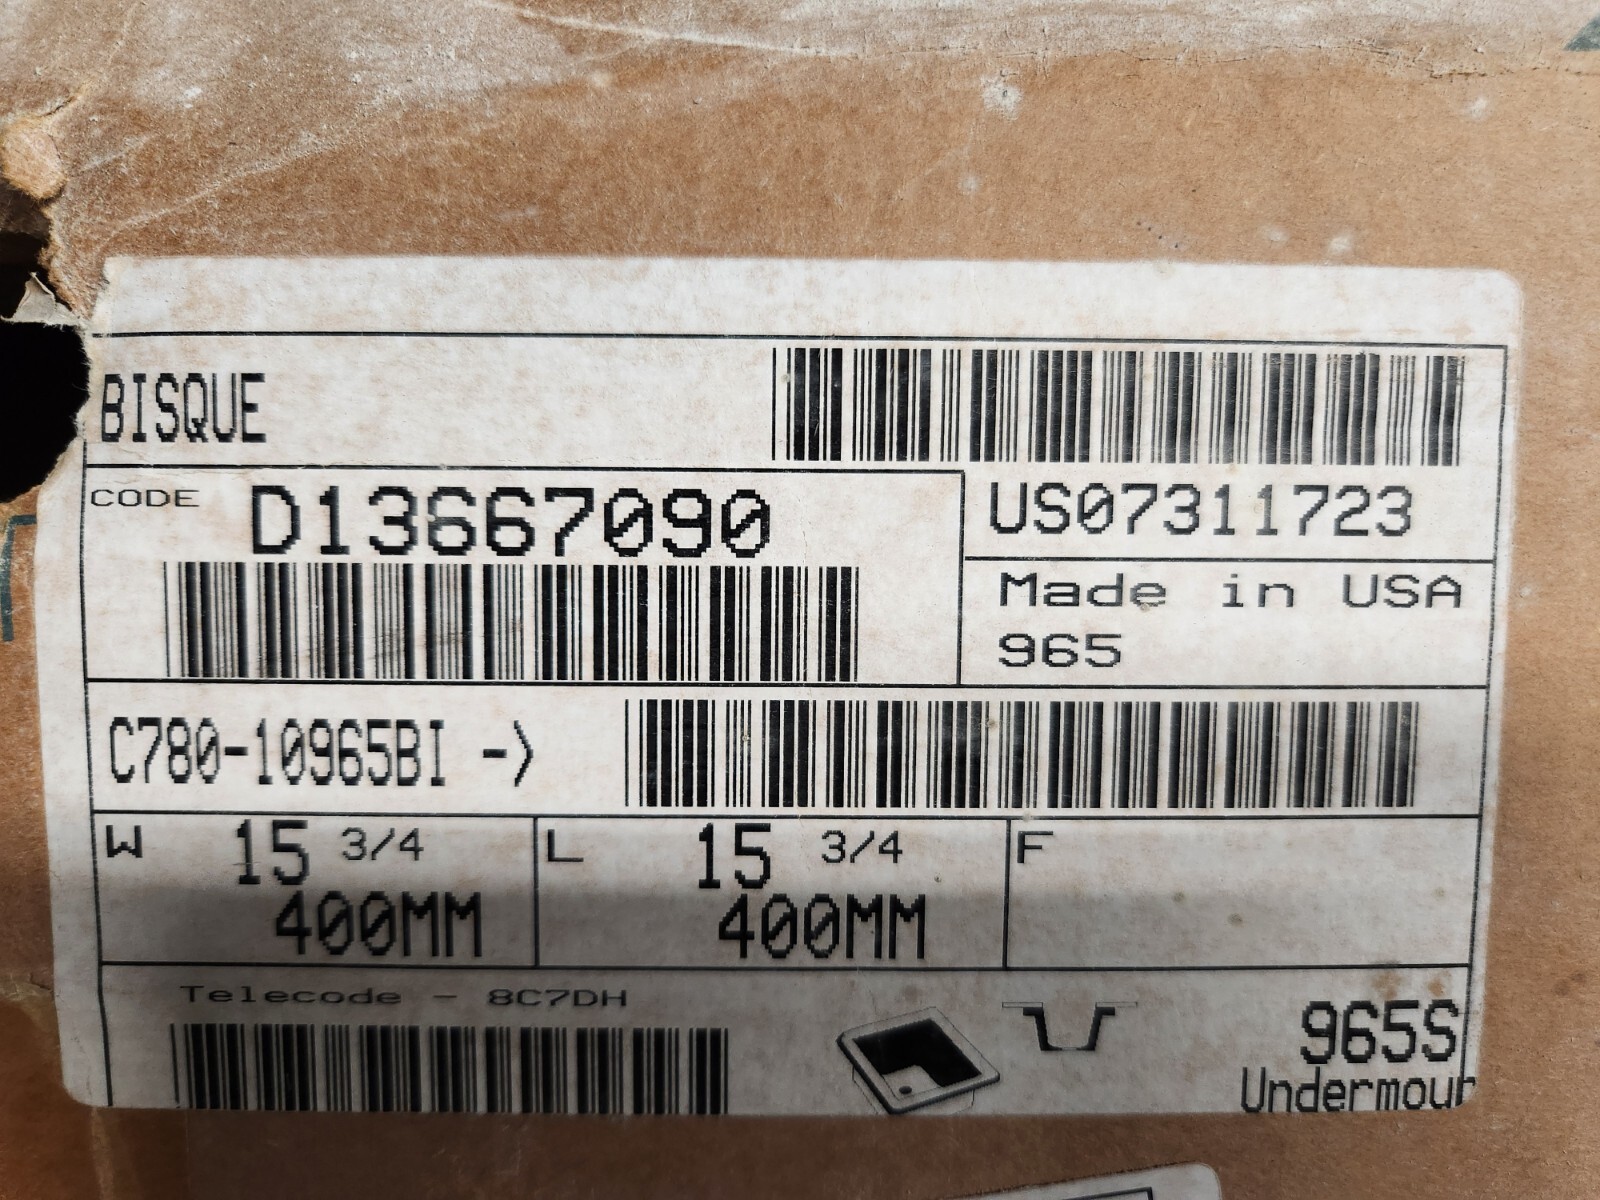 BISQUE
CODE D13667090
US07311723
Made in USA
965
C780-10965BI ->
W 15 3/4
400MM
L 15 3/4
400MM
F
Telecode - 8C7DH
965S
Undermoun